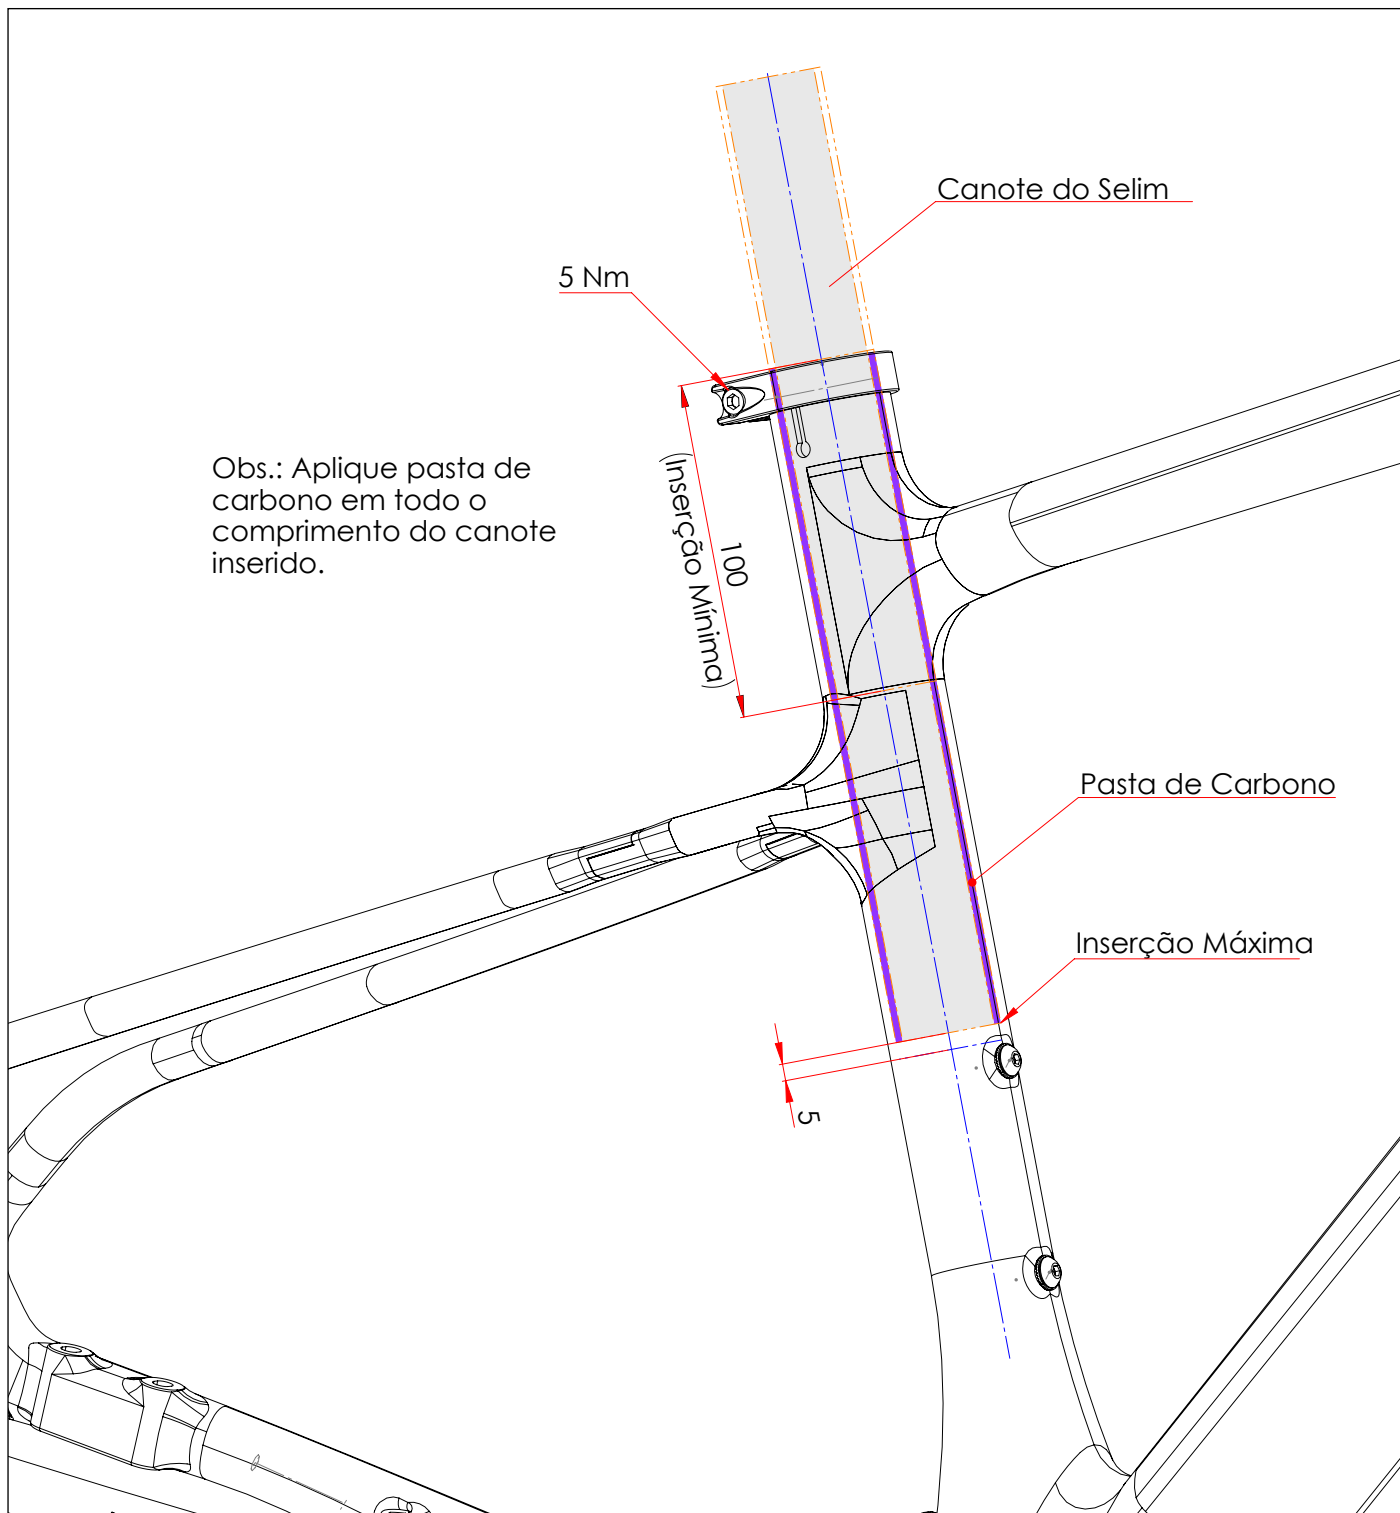 Canote do Selim
5 Nm
Obs.: Aplique pasta de
carbono em todo o
comprimento do canote
inserido.
100
(Inserção Mínima)
Pasta de Carbono
Inserção Máxima
5